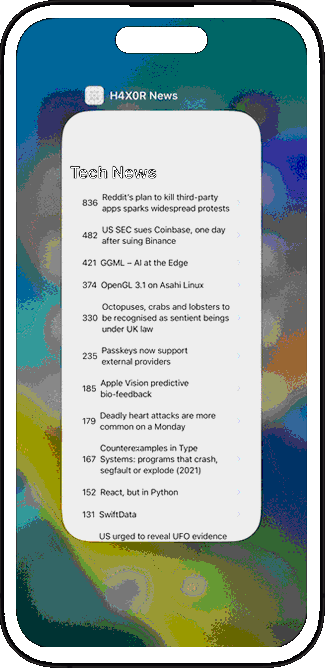 H4X0R News
Tech News
836 Reddit's plan to kill third-party
apps sparks widespread protests
482 US SEC sues Coinbase, one day
after suing Binance
421 GGML – AI at the Edge
374 OpenGL 3.1 on Asahi Linux
Octopuses, crabs and lobsters to
330 be recognised as sentient beings
under UK law
235 Passkeys now support
external providers
185 Apple Vision predictive
bio-feedback
179 Deadly heart attacks are more
common on a Monday
Counterexamples in Type
167 Systems: programs that crash,
segfault or explode (2021)
152 React, but in Python
131 SwiftData
US urged to reveal UFO evidence